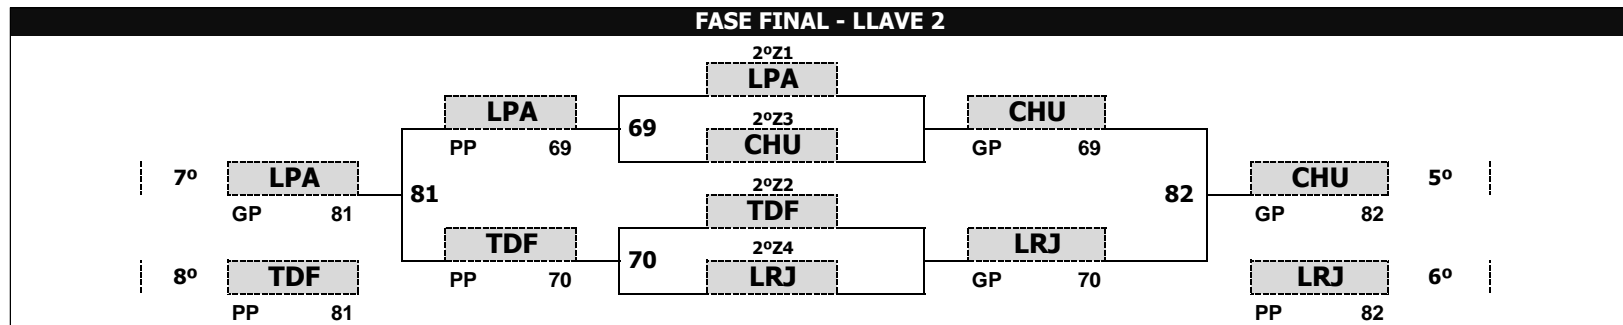 FASE FINAL - LLAVE 2
2ºZ1
LPA
LPA CHU
69 2ºZ3
PP 69 CHU GP 69
7º LPA CHU 5º
81 2ºZ2 82
GP 81 TDF GP 82
TDF LRJ
70 2ºZ4
8º TDF PP 70 LRJ GP 70 LRJ 6º
PP 81 PP 82